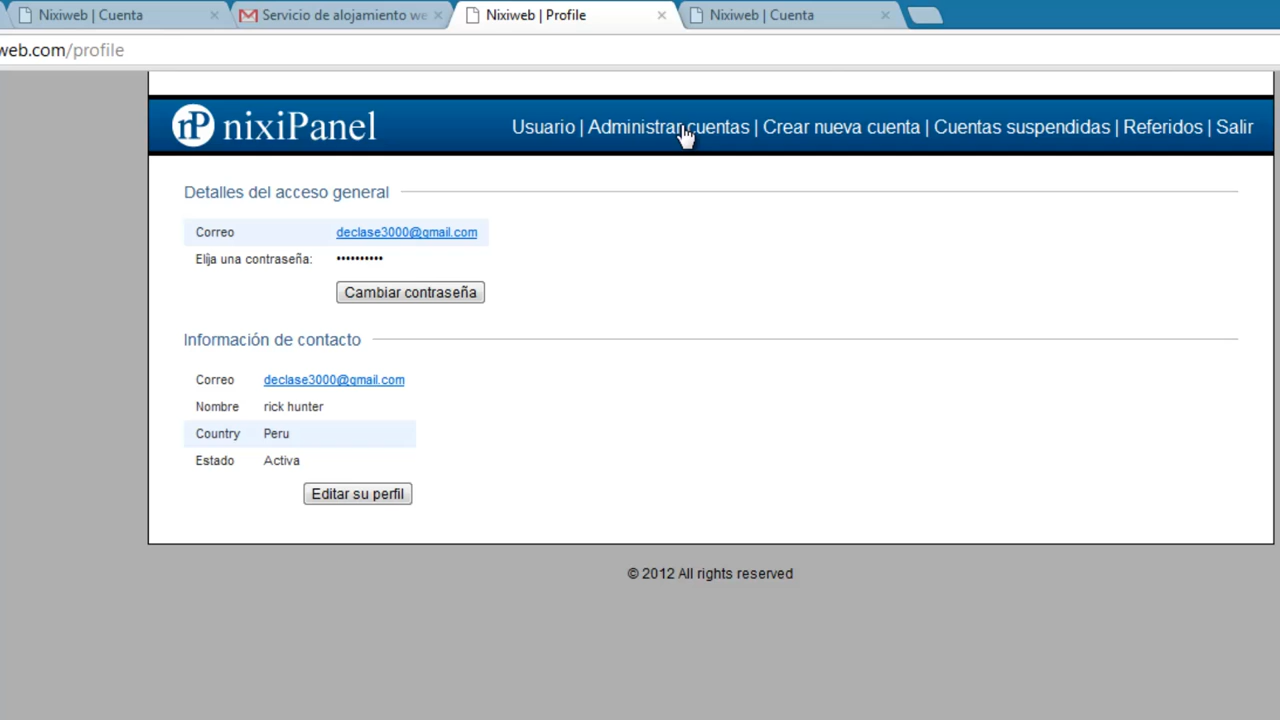 Nixiweb | Cuenta
Servicio de alojamiento we
Nixiweb | Profile
Nixiweb | Cuenta
web.com/profile
nP nixiPanel
Usuario | Administrar cuentas | Crear nueva cuenta | Cuentas suspendidas | Referidos | Salir
Detalles del acceso general
Correo declase3000@gmail.com
Elija una contraseña: ••••••••••
Cambiar contraseña
Información de contacto
Correo declase3000@gmail.com
Nombre rick hunter
Country Peru
Estado Activa
Editar su perfil
© 2012 All rights reserved